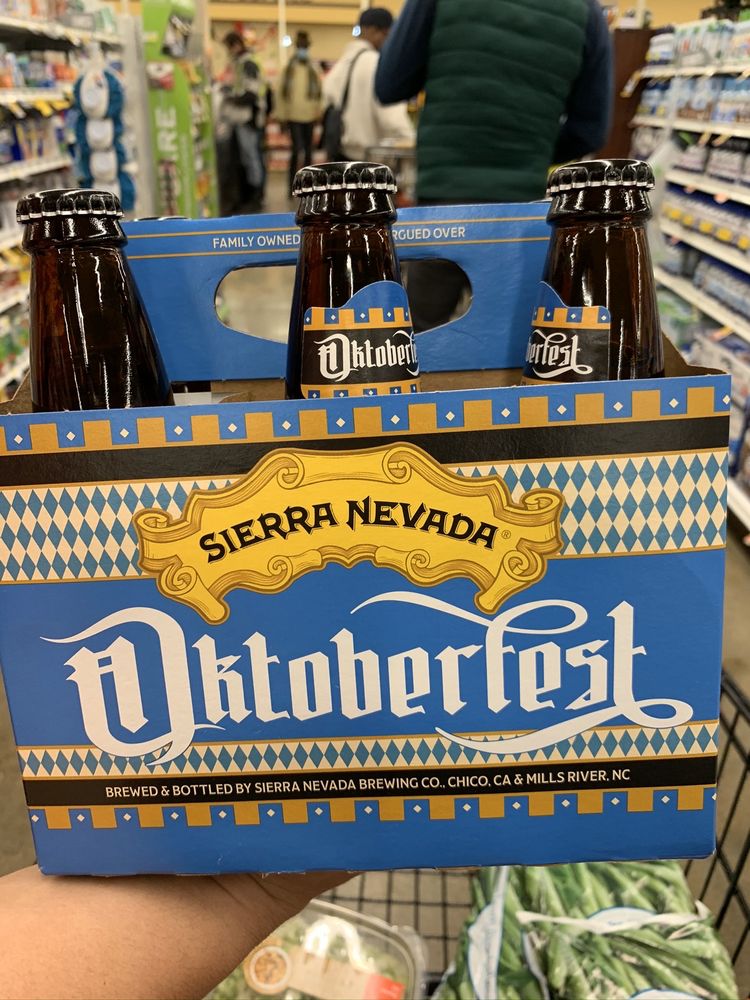 FAMILY OWNED
RGUED OVER
Oktoberfe
erfest
SIERRA NEVADA®
Oktoberfest
BREWED & BOTTLED BY SIERRA NEVADA BREWING CO., CHICO, CA & MILLS RIVER, NC